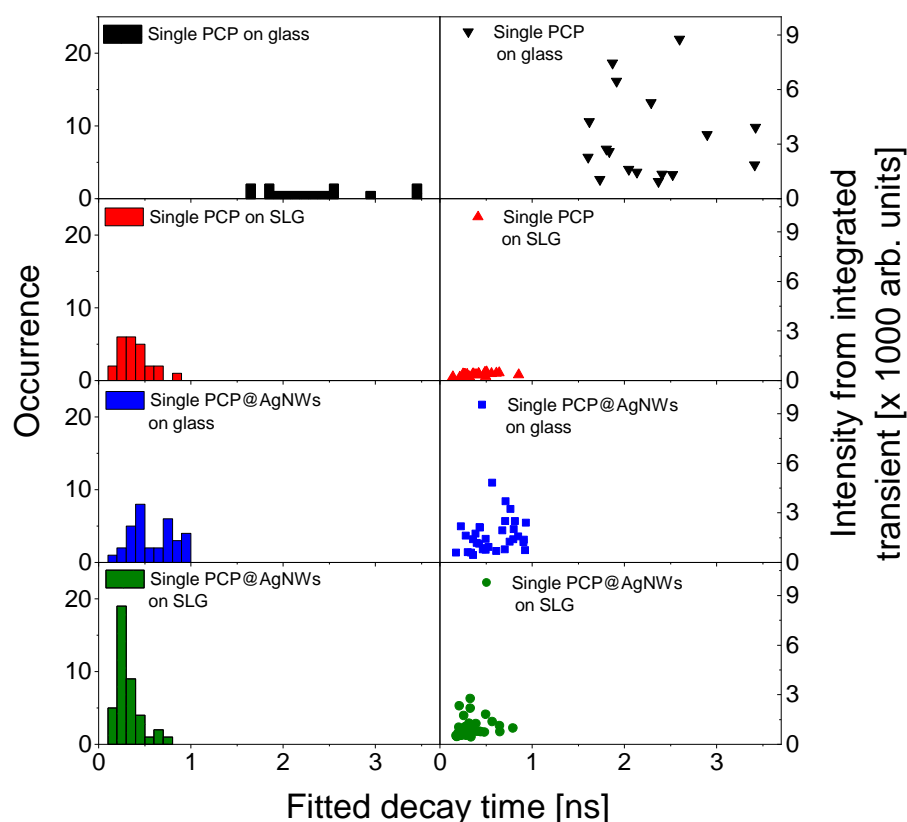 Single PCP on glass
Single PCP
on glass
20
10
0
9
6
3
0
Single PCP on SLG
Single PCP
on SLG
20
10
0
9
6
3
0
Single PCP@AgNWs
on glass
Single PCP@AgNWs
on glass
20
10
0
9
6
3
0
Single PCP@AgNWs
on SLG
Single PCP@AgNWs
on SLG
20
10
0
9
6
3
0
0 1 2 3
0 1 2 3
Occurrence
Intensity from integrated
transient [x 1000 arb. units]
Fitted decay time [ns]